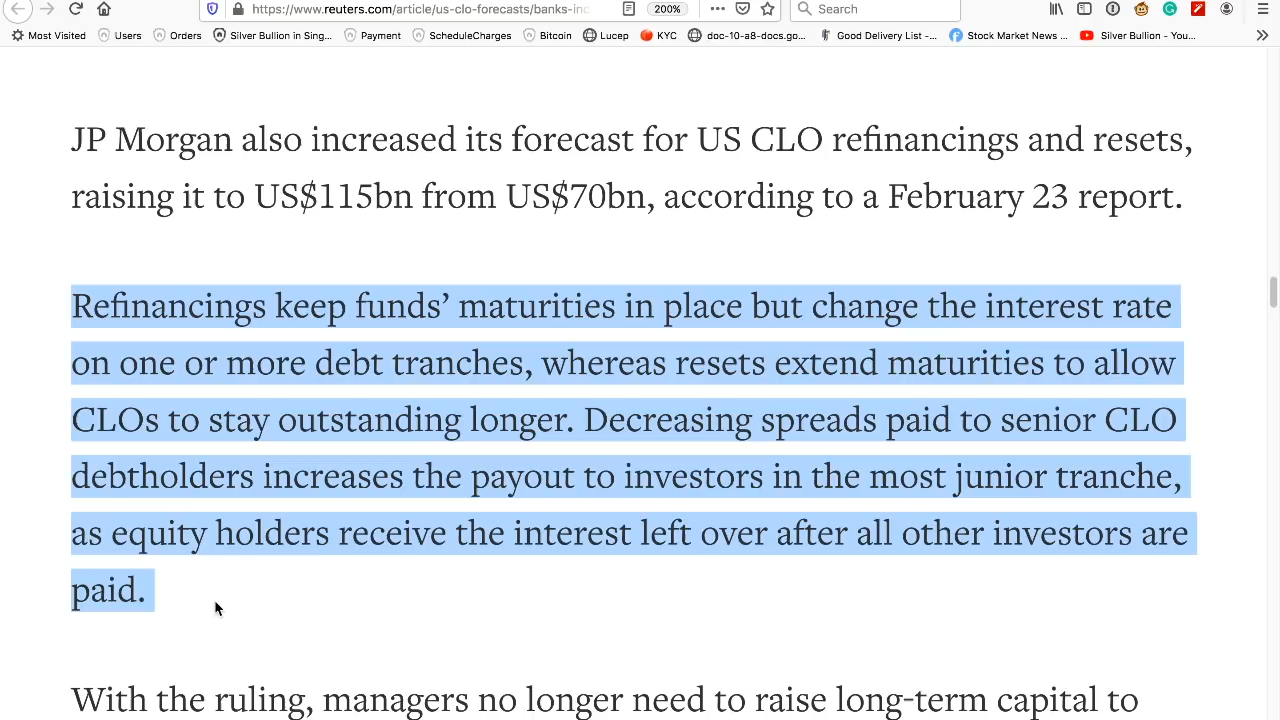 https://www.reuters.com/article/us-clo-forecasts/banks-inc
200%
Search
Most Visited
Users
Orders
Silver Bullion in Sing...
Payment
ScheduleCharges
Bitcoin
Lucep
KYC
doc-10-a8-docs.go...
Good Delivery List -...
Stock Market News ...
Silver Bullion - You...
JP Morgan also increased its forecast for US CLO refinancings and resets,
raising it to US$115bn from US$70bn, according to a February 23 report.
Refinancings keep funds’ maturities in place but change the interest rate
on one or more debt tranches, whereas resets extend maturities to allow
CLOs to stay outstanding longer. Decreasing spreads paid to senior CLO
debtholders increases the payout to investors in the most junior tranche,
as equity holders receive the interest left over after all other investors are
paid.
With the ruling, managers no longer need to raise long-term capital to